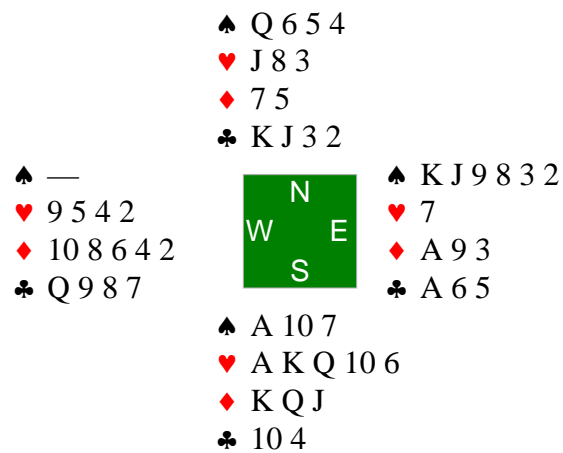 ♠ Q 6 5 4
♥ J 8 3
♦ 7 5
♣ K J 3 2
♠ —
♥ 9 5 4 2
♦ 10 8 6 4 2
♣ Q 9 8 7
N
W E
S
♠ K J 9 8 3 2
♥ 7
♦ A 9 3
♣ A 6 5
♠ A 10 7
♥ A K Q 10 6
♦ K Q J
♣ 10 4